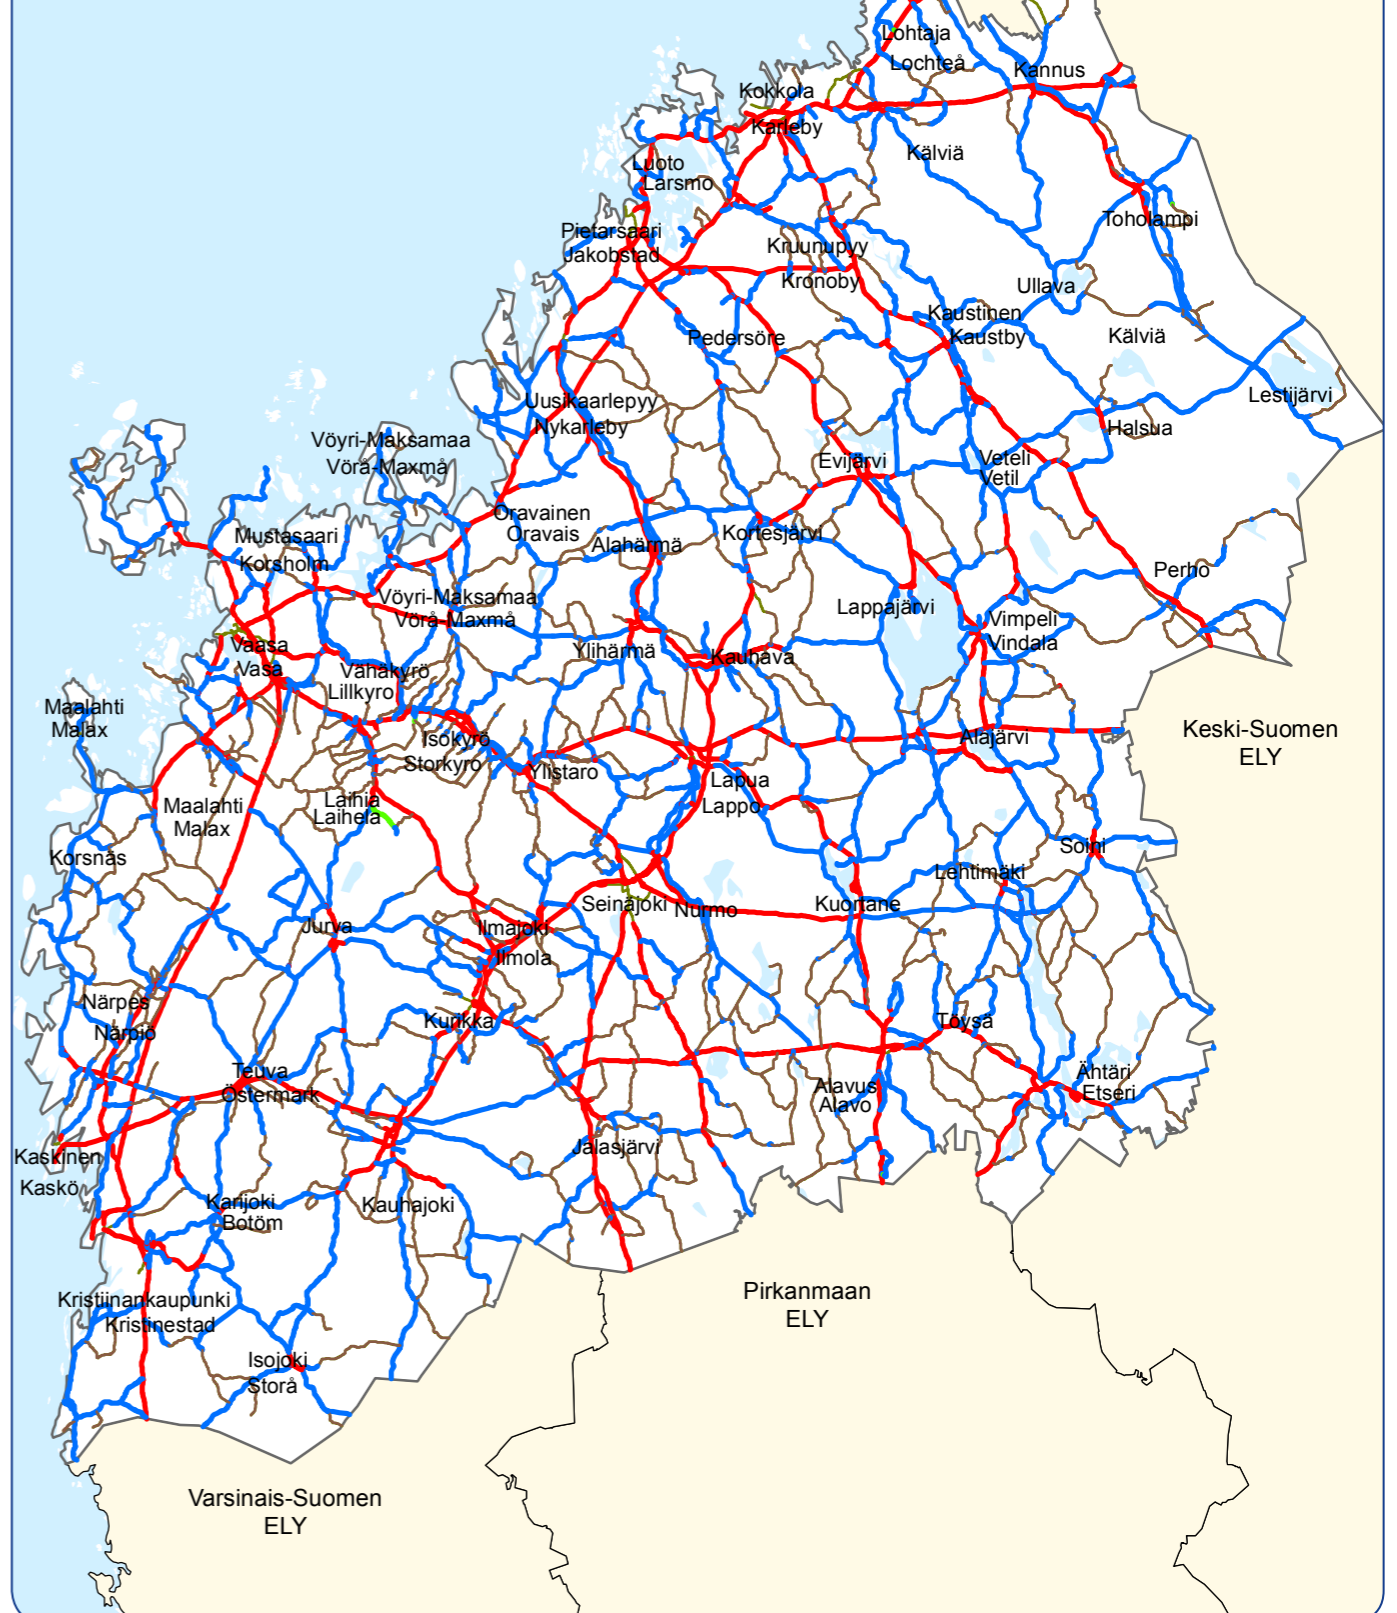 Lohtaja
Lochteå
Kannus
Kokkola
Karleby
Kälviä
Luoto
Larsmo
Toholampi
Pietarsaari
Jakobstad
Kruunupyy
Kronoby
Ullava
Kaustinen
Kaustby
Pedersöre
Kälviä
Lestijärvi
Uusikaarlepyy
Nykarleby
Halsua
Vöyri-Maksamaa
Vörå-Maxmå
Evijärvi
Veteli
Vetil
Oravainen
Oravais
Mustasaari
Korsholm
Alahärmä
Kortesjärvi
Perho
Vöyri-Maksamaa
Vörå-Maxmå
Lappajärvi
Vimpeli
Vindala
Vaasa
Vasa
Ylihärmä
Kauhava
Vähäkyrö
Lillkyro
Maalahti
Malax
Isokyrö
Storkyro
Alajärvi
Keski-Suomen
ELY
Ylistaro
Lapua
Lappo
Maalahti
Malax
Laihia
Laihela
Korsnäs
Soini
Lehtimäki
Seinäjoki
Nurmo
Kuortane
Jurva
Ilmajoki
Ilmola
Närpes
Närpiö
Kurikka
Töysä
Teuva
Östermark
Alavus
Alavo
Ähtäri
Etseri
Kaskinen
Kaskö
Jalasjärvi
Karijoki
Botöm
Kauhajoki
Kristiinankaupunki
Kristinestad
Pirkanmaan
ELY
Isojoki
Storå
Varsinais-Suomen
ELY